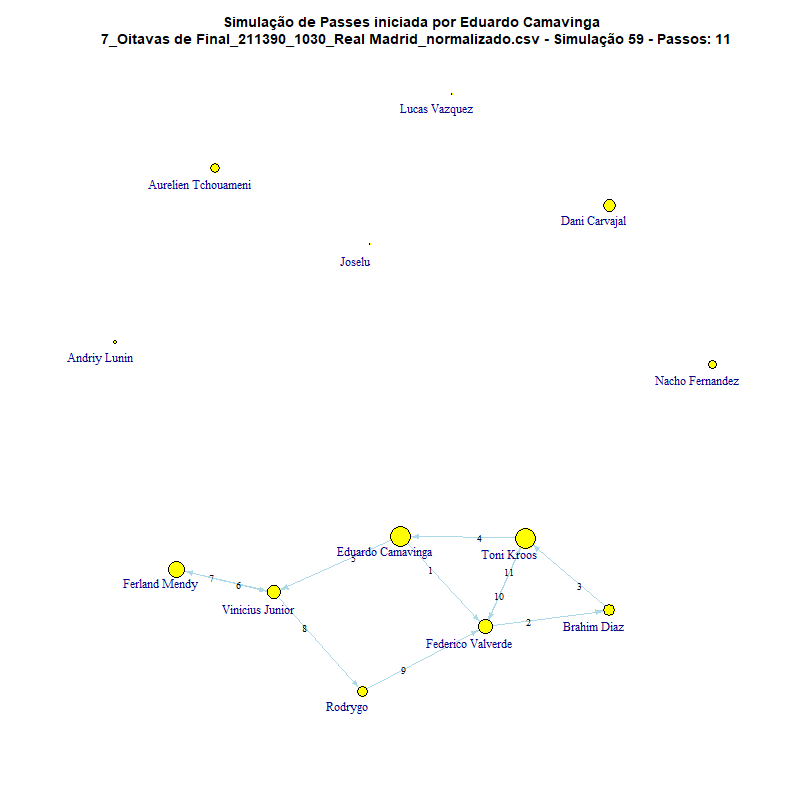 Simulação de Passes iniciada por Eduardo Camavinga
7_Oitavas de Final_211390_1030_Real Madrid_normalizado.csv - Simulação 59 - Passos: 11
Lucas Vazquez
Aurelien Tchouameni
Dani Carvajal
Joselu
Andriy Lunin
Nacho Fernandez
4
Eduardo Camavinga
Toni Kroos
5
1
11
7
6
3
Ferland Mendy
10
Vinicius Junior
2
8
Brahim Diaz
Federico Valverde
9
Rodrygo